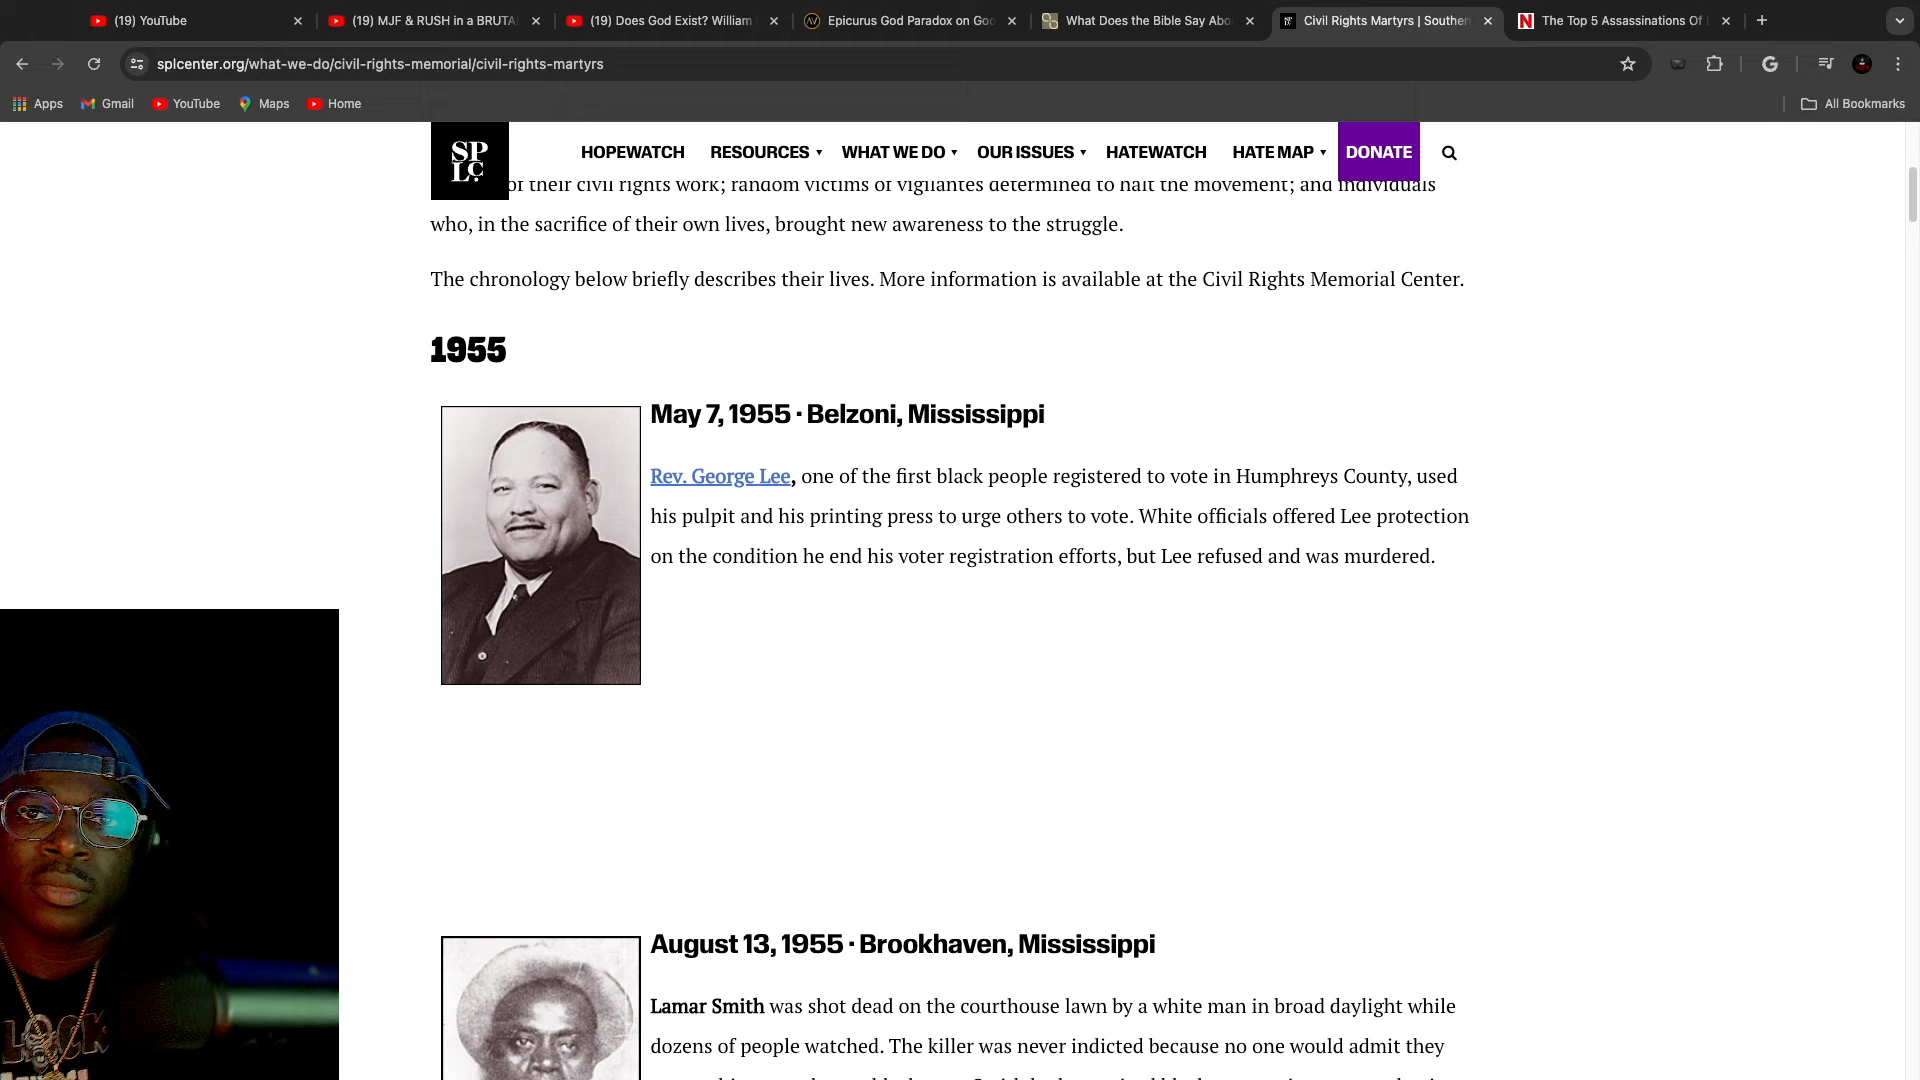 (19) YouTube
(19) MJF & RUSH in a BRUTA
(19) Does God Exist? William
Epicurus God Paradox on Goo
What Does the Bible Say Abo
Civil Rights Martyrs | Southern
The Top 5 Assassinations Of
splcenter.org/what-we-do/civil-rights-memorial/civil-rights-martyrs
Apps Gmail YouTube Maps Home All Bookmarks
SPLC.
HOPEWATCH RESOURCES WHAT WE DO OUR ISSUES HATEWATCH HATE MAP DONATE
of their civil rights work; random victims of vigilantes determined to halt the movement; and individuals
who, in the sacrifice of their own lives, brought new awareness to the struggle.
The chronology below briefly describes their lives. More information is available at the Civil Rights Memorial Center.
1955
May 7, 1955 · Belzoni, Mississippi
Rev. George Lee, one of the first black people registered to vote in Humphreys County, used
his pulpit and his printing press to urge others to vote. White officials offered Lee protection
on the condition he end his voter registration efforts, but Lee refused and was murdered.
August 13, 1955 · Brookhaven, Mississippi
Lamar Smith was shot dead on the courthouse lawn by a white man in broad daylight while
dozens of people watched. The killer was never indicted because no one would admit they